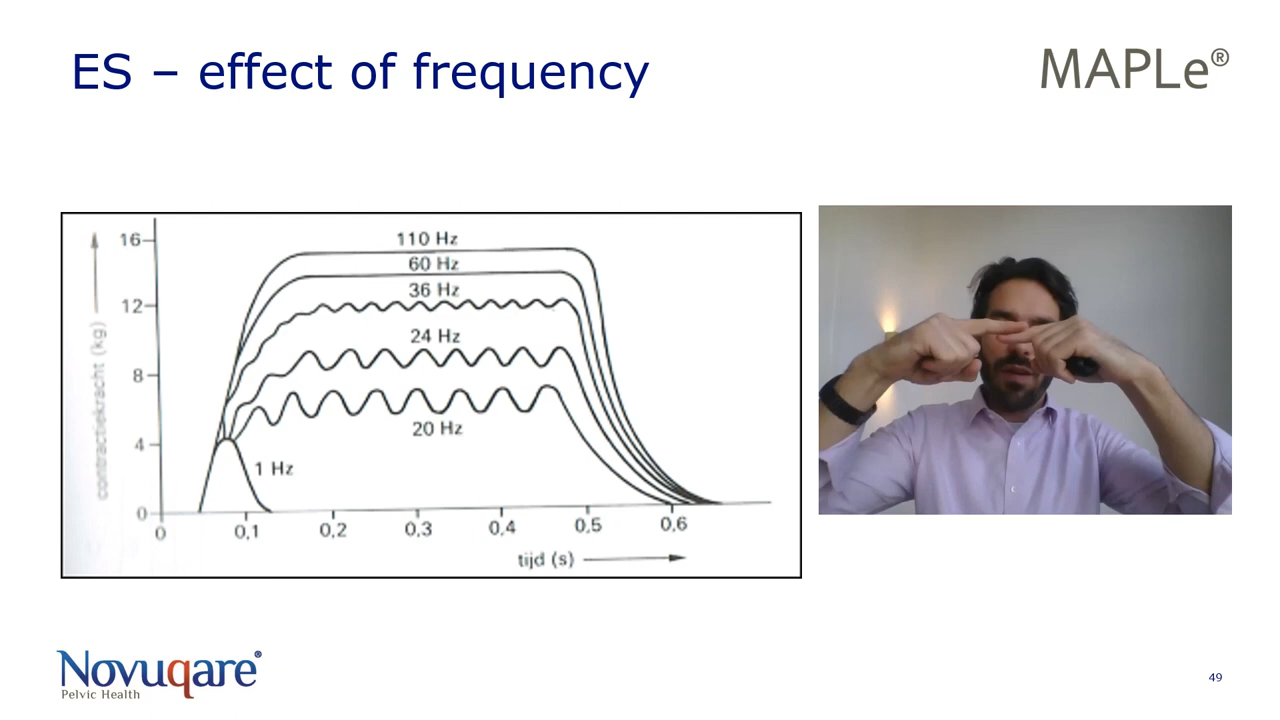 ES – effect of frequency
MAPLe®
contractiekracht (kg)
16
12
8
4
0
110 Hz
60 Hz
36 Hz
24 Hz
20 Hz
1 Hz
0 0,1 0,2 0,3 0,4 0,5 0,6
tijd (s)
Novuqare®
Pelvic Health
49